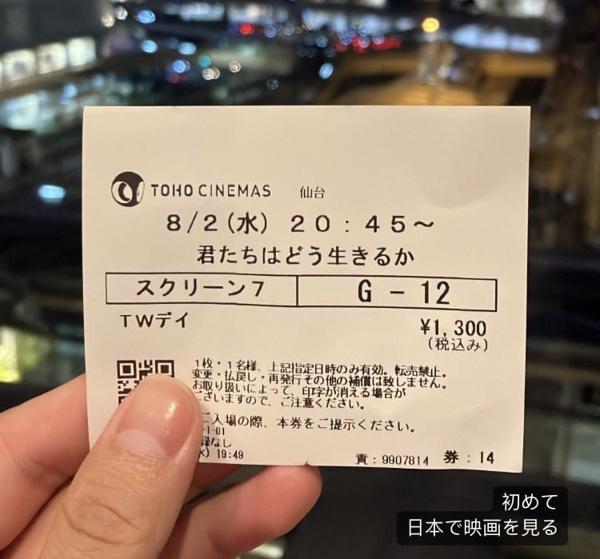 TOHO CINEMAS 仙台
8/2(水) 20:45～
君たちはどう生きるか
スクリーン7 G-12
TWデイ
¥1,300
(税込み)
1枚・1名様、上記指定日時のみ有効。転売禁止。
変更・払戻し・再発行その他の補償は致しません。
お取り扱いによって、印字が消える場合が
ございますので、ご注意ください。
ご入場の際、本券をご提示ください。
1-01
なし
19:49 責:9907814 券:14
初めて
日本で映画を見る